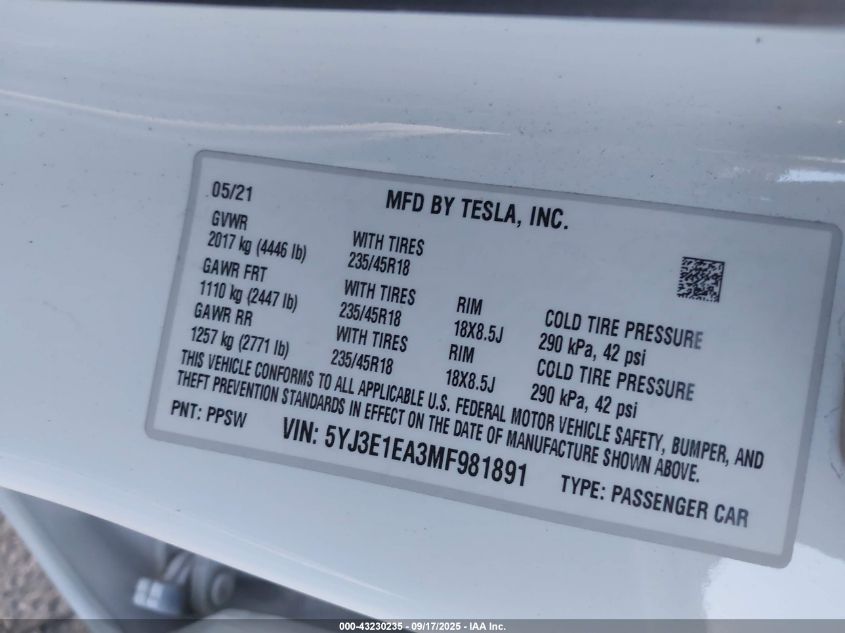 05/21
MFD BY TESLA, INC.
GVWR
2017 kg (4446 lb)
WITH TIRES
235/45R18
GAWR FRT
1110 kg (2447 lb)
WITH TIRES
235/45R18
RIM
18X8.5J
COLD TIRE PRESSURE
290 kPa, 42 psi
GAWR RR
1257 kg (2771 lb)
WITH TIRES
235/45R18
RIM
18X8.5J
COLD TIRE PRESSURE
290 kPa, 42 psi
THIS VEHICLE CONFORMS TO ALL APPLICABLE U.S. FEDERAL MOTOR VEHICLE SAFETY, BUMPER, AND
THEFT PREVENTION STANDARDS IN EFFECT ON THE DATE OF MANUFACTURE SHOWN ABOVE.
PNT: PPSW
VIN: 5YJ3E1EA3MF981891
TYPE: PASSENGER CAR
000-43230235 - 09/17/2025 - IAA Inc.